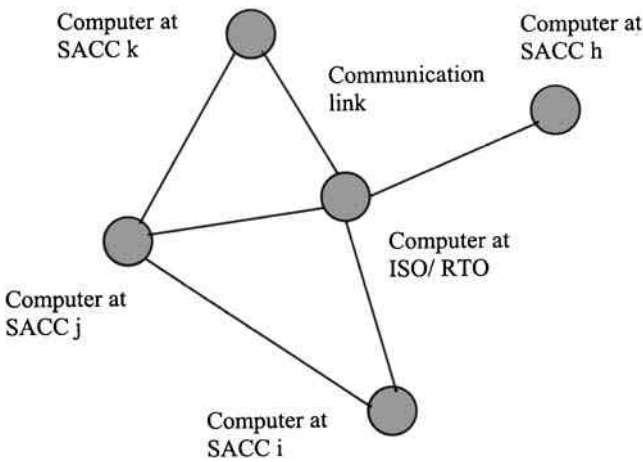 Computer at
SACC k
Computer at
SACC h
Communication
link
Computer at
ISO/ RTO
Computer at
SACC j
Computer at
SACC i